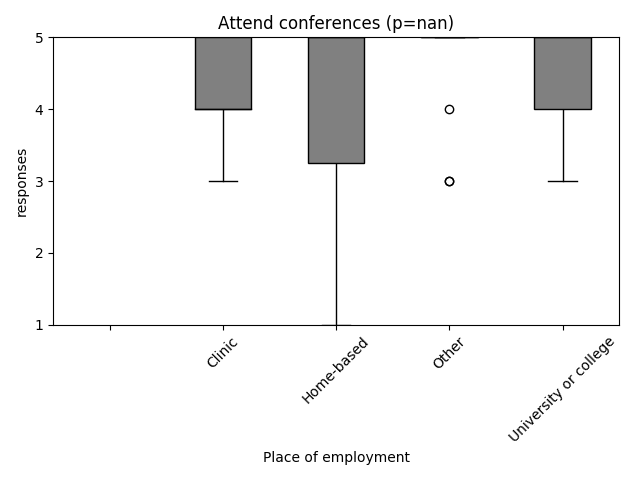 Attend conferences (p=nan)
5
4
3
2
1
responses
Clinic
Home-based
Other
University or college
Place of employment